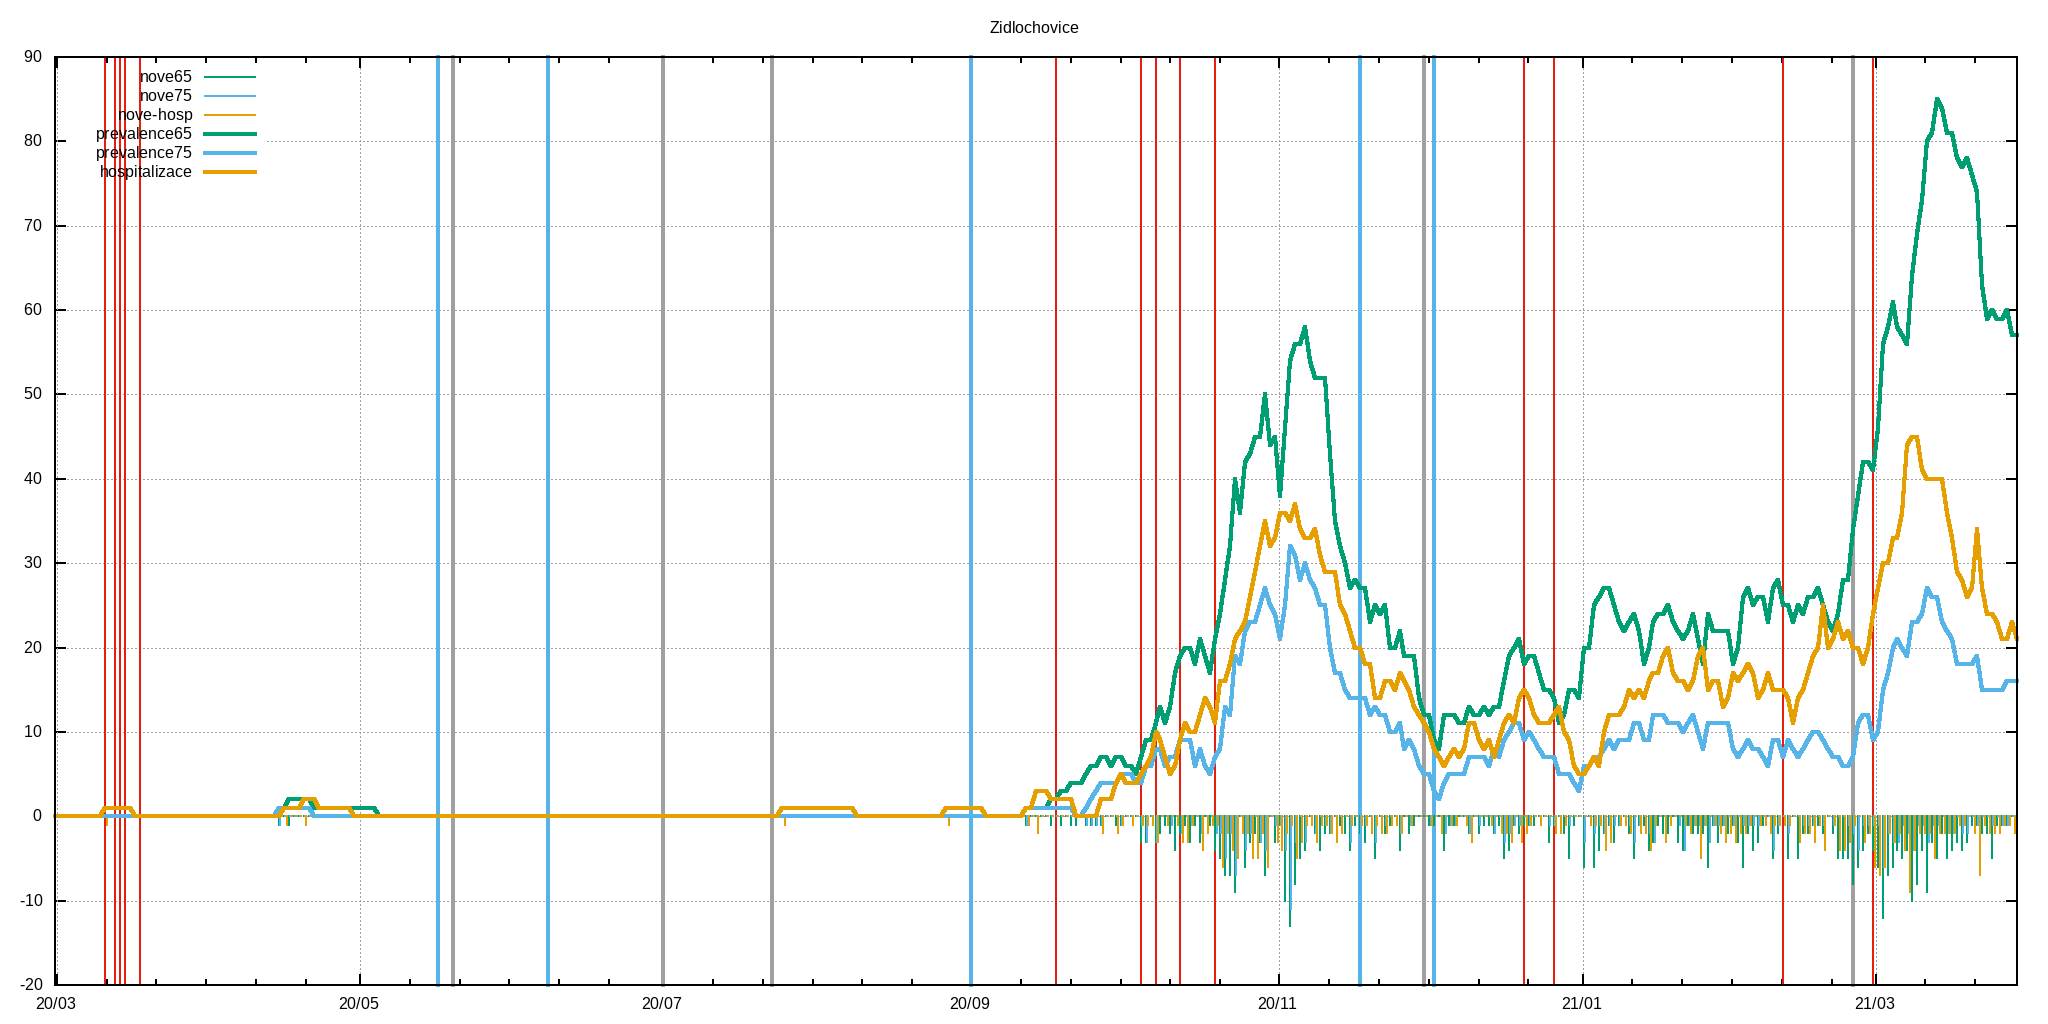 Zidlochovice
90
80
70
60
50
40
30
20
10
0
-10
-20
nove65
nove75
nove-hosp
prevalence65
prevalence75
hospitalizace
20/03 20/05 20/07 20/09 20/11 21/01 21/03